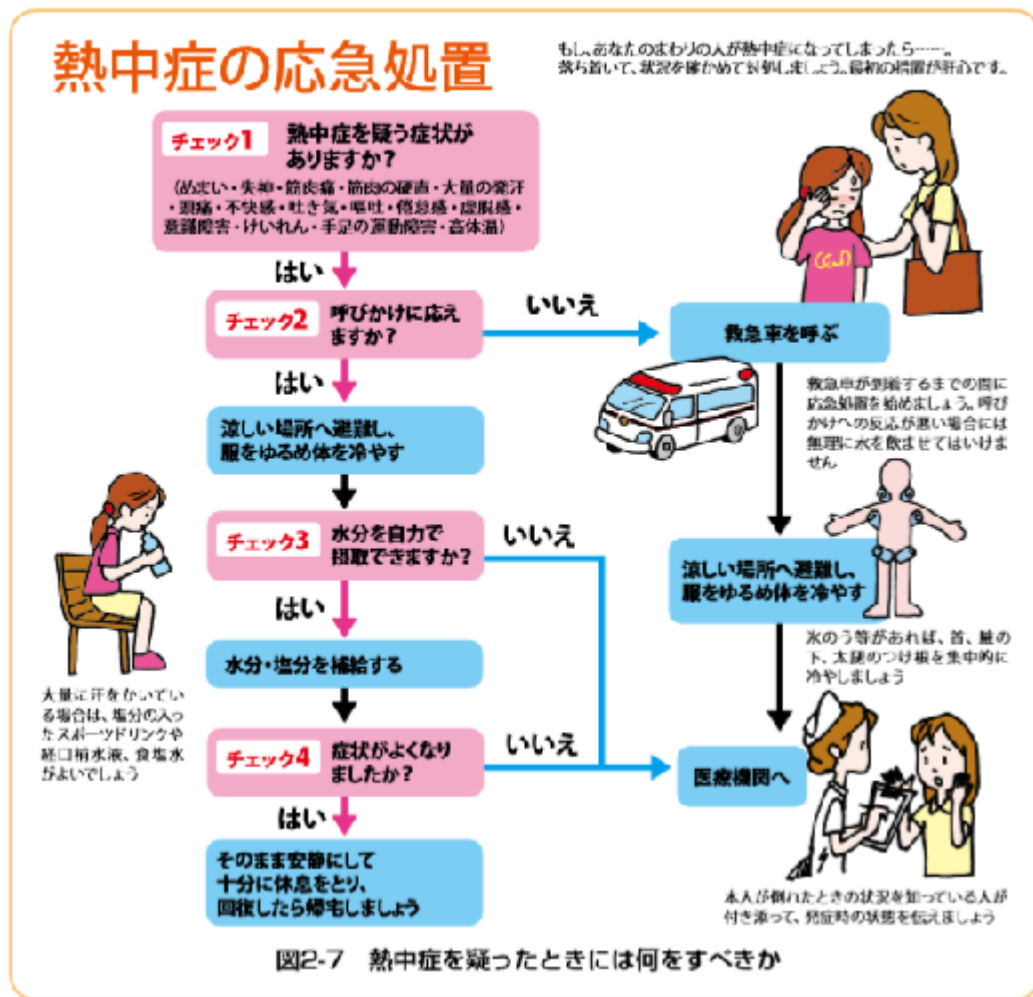 熱中症の応急処置
もし、あなたのまわりの人が熱中症になってしまったら……。
落ち着いて、状況を確かめて対処しましょう。最初の措置が肝心です。
チェック1 熱中症を疑う症状が
ありますか？
(めまい・失神・筋肉痛・筋肉の硬直・大量の発汗
・頭痛・不快感・吐き気・嘔吐・倦怠感・虚脱感・
意識障害・けいれん・手足の運動障害・高体温)
はい
チェック2 呼びかけに応え
ますか？
いいえ
救急車を呼ぶ
はい
救急車が到着するまでの間に
応急処置を始めましょう。呼び
かけへの反応が悪い場合には
無理に水を飲ませてはいけま
せん
涼しい場所へ避難し、
服をゆるめ体を冷やす
チェック3 水分を自力で
摂取できますか？
いいえ
涼しい場所へ避難し、
服をゆるめ体を冷やす
はい
氷のう等があれば、首、腋の
下、太腿のつけ根を集中的に
冷やしましょう
水分・塩分を補給する
大量に汗をかいてい
る場合は、塩分の入っ
たスポーツドリンクや
経口補水液、食塩水
がよいでしょう
チェック4 症状がよくなり
ましたか？
いいえ
医療機関へ
はい
そのまま安静にして
十分に休息をとり、
回復したら帰宅しましょう
本人が倒れたときの状況を知っている人が
付き添って、発症時の状態を伝えましょう
図2-7 熱中症を疑ったときには何をすべきか